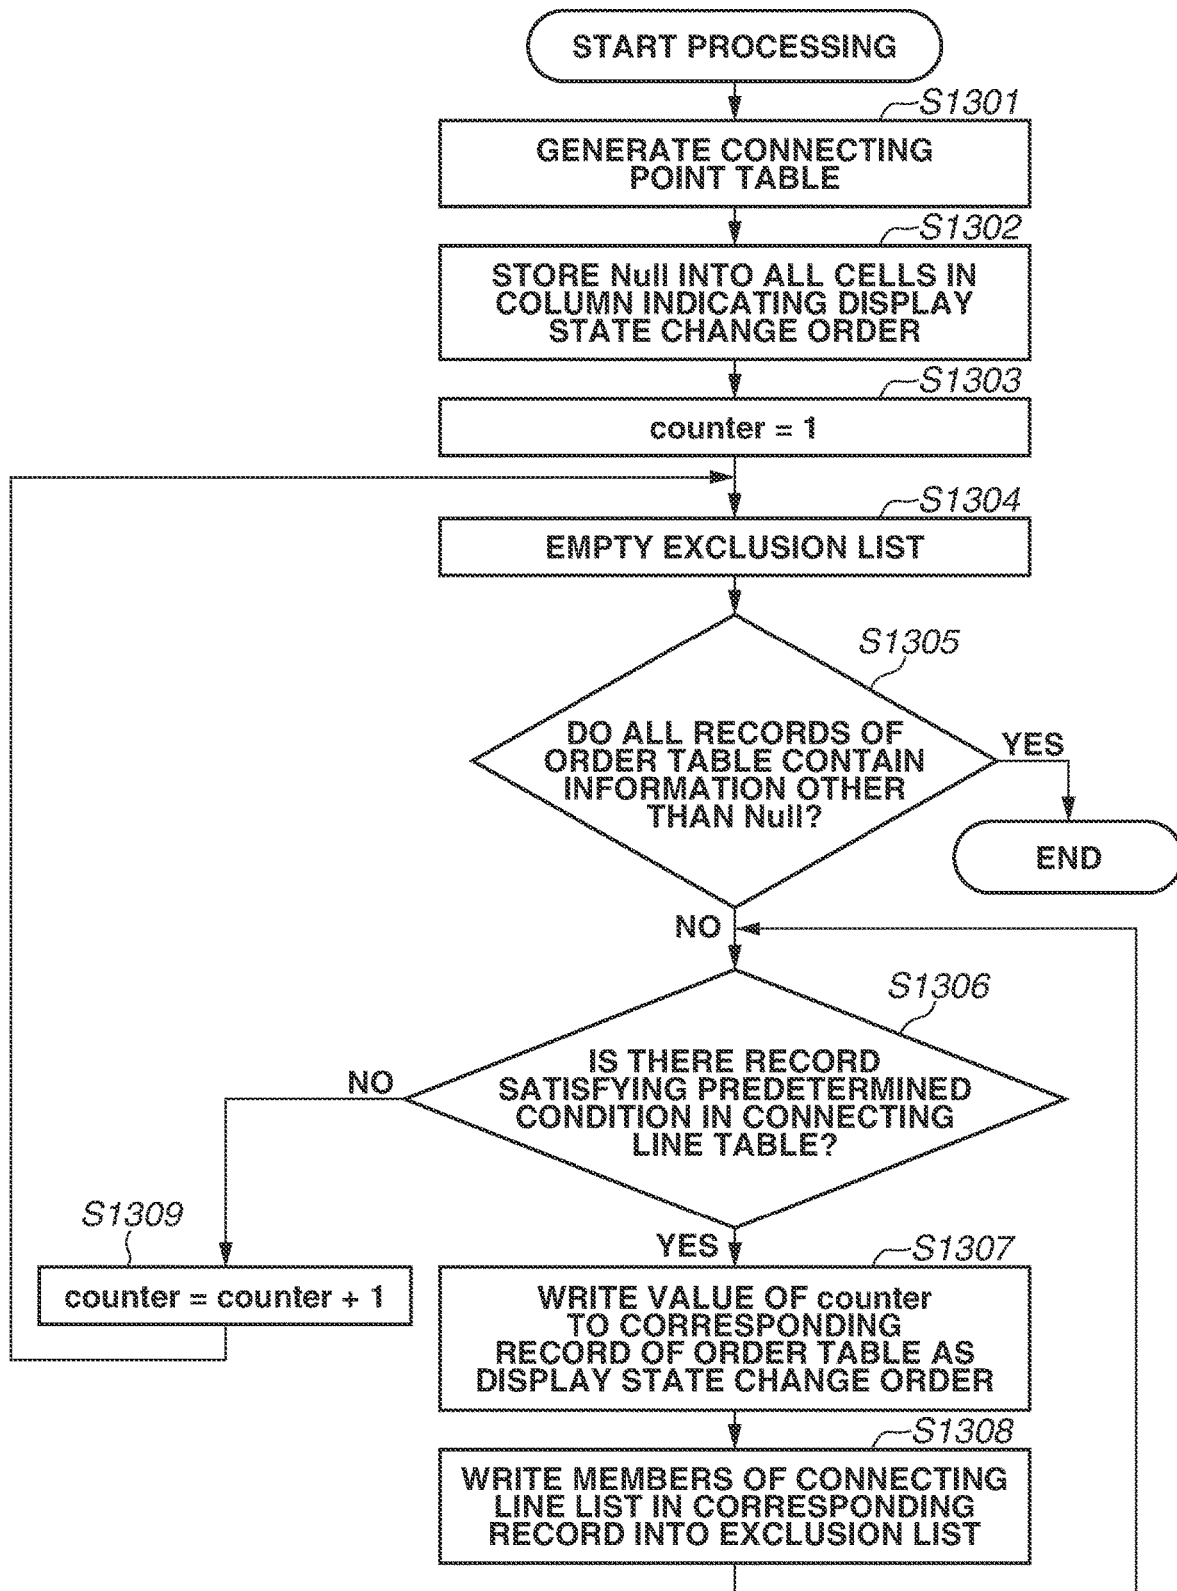 START PROCESSING
S1301
GENERATE CONNECTING
POINT TABLE
S1302
STORE Null INTO ALL CELLS IN
COLUMN INDICATING DISPLAY
STATE CHANGE ORDER
S1303
counter = 1
S1304
EMPTY EXCLUSION LIST
S1305
DO ALL RECORDS OF
ORDER TABLE CONTAIN
INFORMATION OTHER
THAN Null?
YES
END
NO
S1306
IS THERE RECORD
SATISFYING PREDETERMINED
CONDITION IN CONNECTING
LINE TABLE?
NO
S1309
counter = counter + 1
YES
S1307
WRITE VALUE OF counter
TO CORRESPONDING
RECORD OF ORDER TABLE AS
DISPLAY STATE CHANGE ORDER
S1308
WRITE MEMBERS OF CONNECTING
LINE LIST IN CORRESPONDING
RECORD INTO EXCLUSION LIST